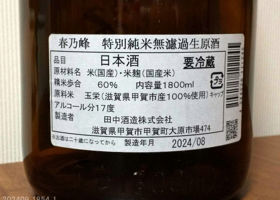 春乃峰 特別純米無濾過生原酒
品目 日本酒 要冷蔵
原材料名 米(国産)・米麹(国産米)
精米歩合 60% 内容量1800ml
原料米 玉栄(滋賀県甲賀市産100%使用)
キャップ
アルコール分17度
製造者 田中酒造株式会社
滋賀県甲賀市甲賀町大原市場474
お酒は二十歳になってから 製造年月 2024/08